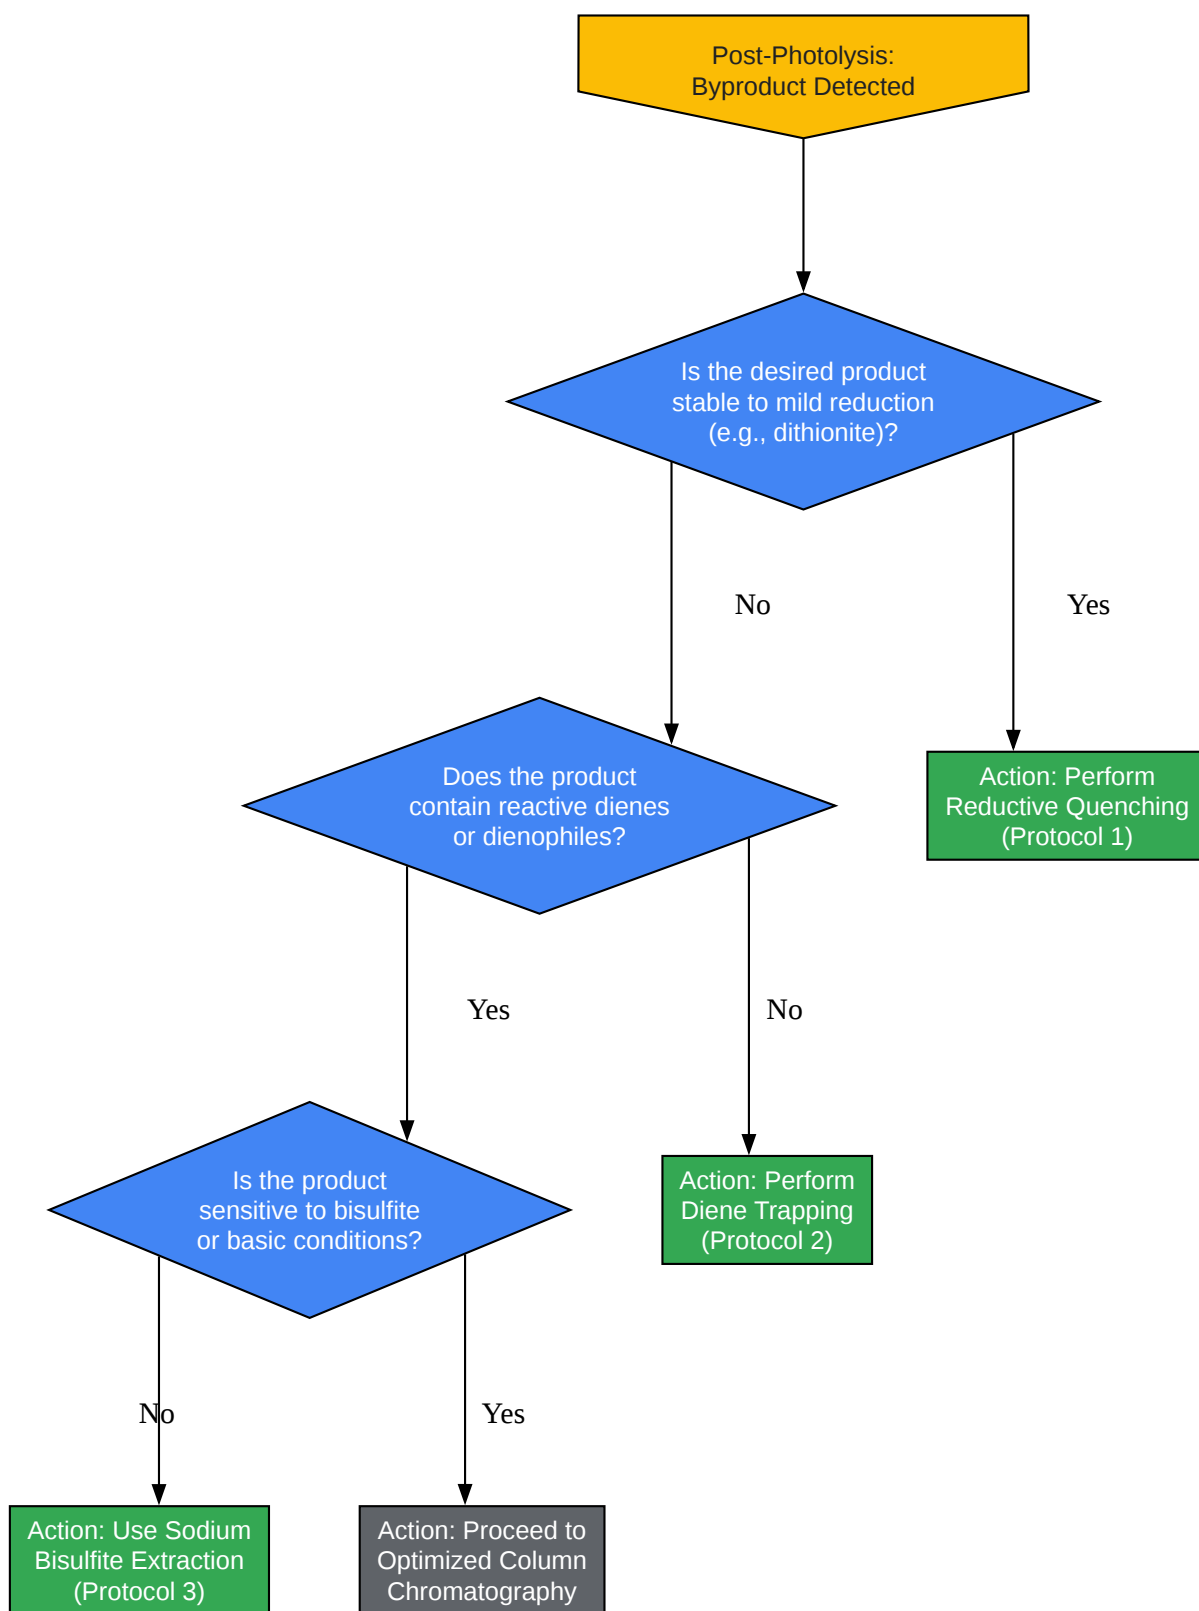 Post-Photolysis:
Byproduct Detected
Is the desired product
stable to mild reduction
(e.g., dithionite)?
No
Yes
Does the product
contain reactive dienes
or dienophiles?
Action: Perform
Reductive Quenching
(Protocol 1)
Yes
No
Is the product
sensitive to bisulfite
or basic conditions?
Action: Perform
Diene Trapping
(Protocol 2)
No
Yes
Action: Use Sodium
Bisulfite Extraction
(Protocol 3)
Action: Proceed to
Optimized Column
Chromatography